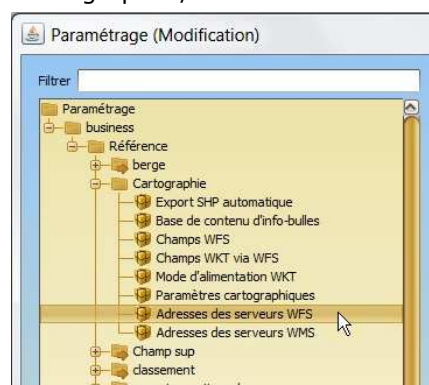 Paramétrage (Modification)
Filtrer
Paramétrage
business
Référence
berge
Cartographie
Export SHP automatique
Base de contenu d'info-bulles
Champs WFS
Champs WKT via WFS
Mode d'alimentation WKT
Paramètres cartographiques
Adresses des serveurs WFS
Adresses des serveurs WMS
Champ sup
classement